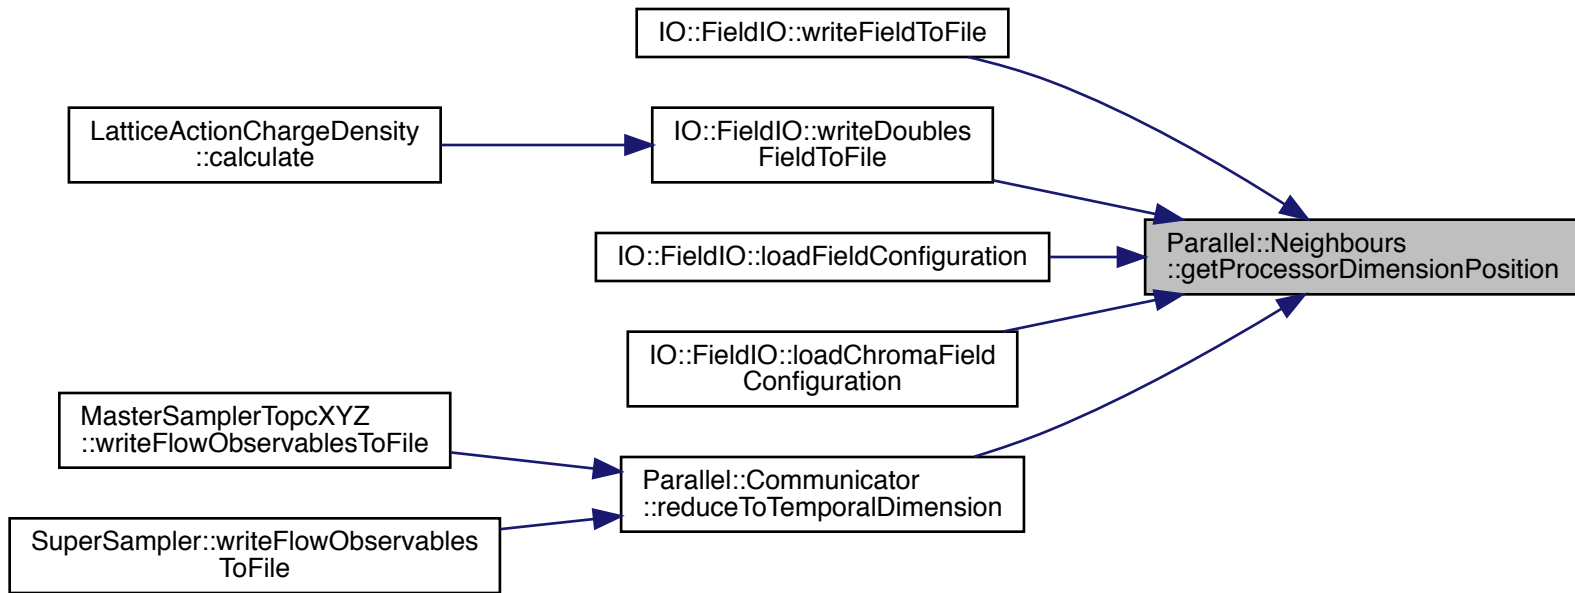 IO::FieldIO::writeFieldToFile
LatticeActionChargeDensity
::calculate
IO::FieldIO::writeDoubles
FieldToFile
IO::FieldIO::loadFieldConfiguration
Parallel::Neighbours
::getProcessorDimensionPosition
IO::FieldIO::loadChromaField
Configuration
MasterSamplerTopcXYZ
::writeFlowObservablesToFile
Parallel::Communicator
::reduceToTemporalDimension
SuperSampler::writeFlowObservables
ToFile